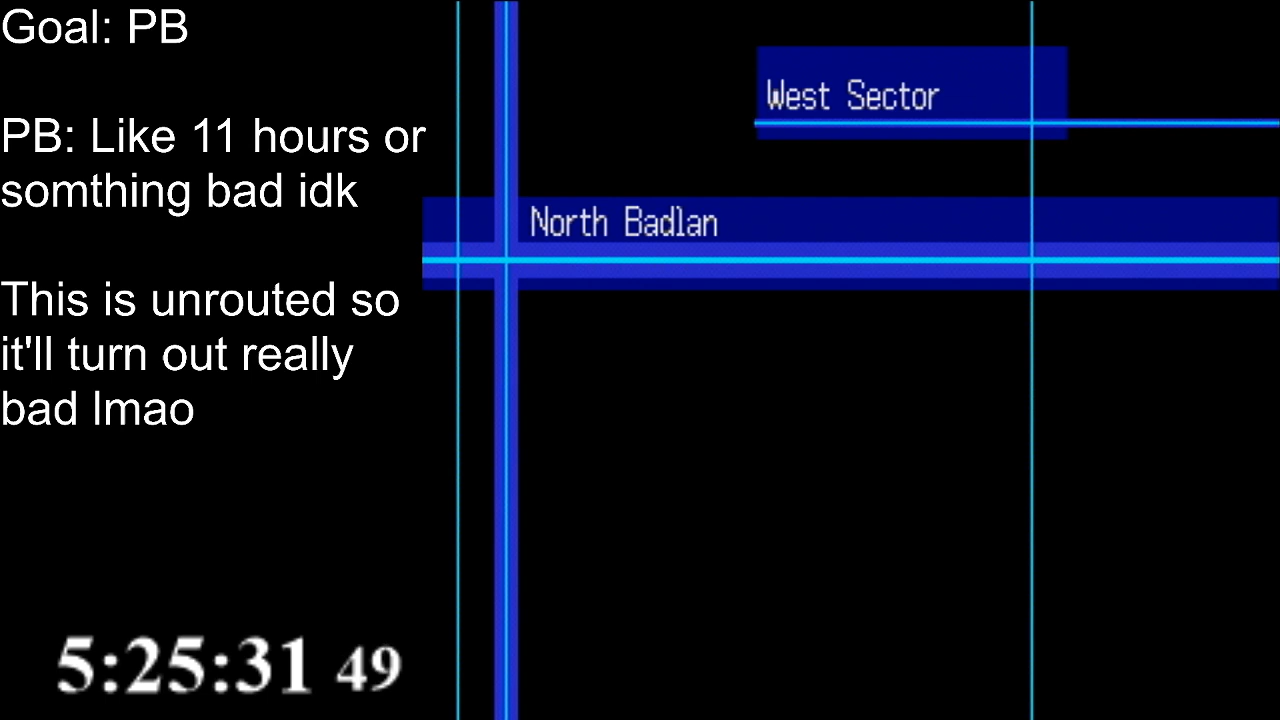 Goal: PB
PB: Like 11 hours or
somthing bad idk
This is unrouted so
it'll turn out really
bad lmao
West Sector
North Badlan
5:25:31 49